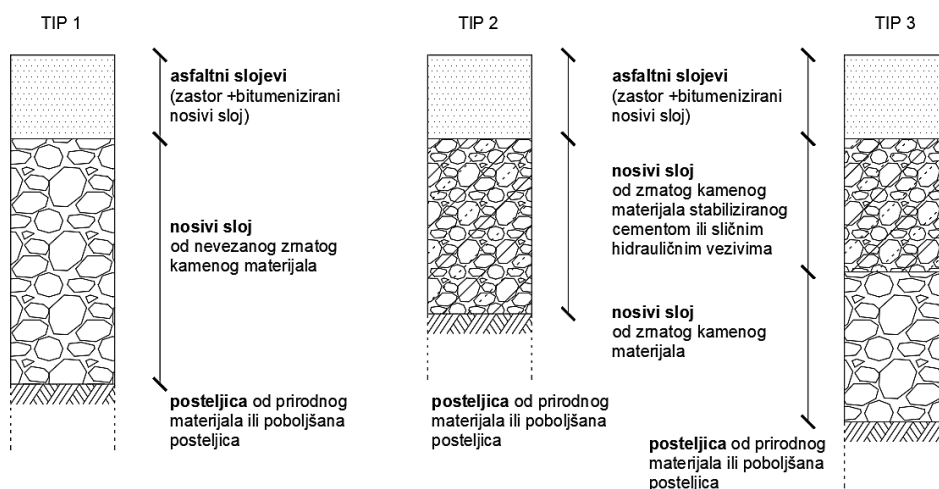 TIP 1
asfaltni slojevi
(zastor +bitumenizirani
nosivi sloj)
nosivi sloj
od nevezanog zrnatog
kamenog materijala
posteljica od prirodnog
materijala ili poboljšana
posteljica
TIP 2
posteljica od prirodnog
materijala ili poboljšana
posteljica
TIP 3
asfaltni slojevi
(zastor +bitumenizirani
nosivi sloj)
nosivi sloj
od zrnatog kamenog
materijala stabiliziranog
cementom ili sličnim
hidrauličnim vezivima
nosivi sloj
od zrnatog kamenog
materijala
posteljica od prirodnog
materijala ili poboljšana
posteljica